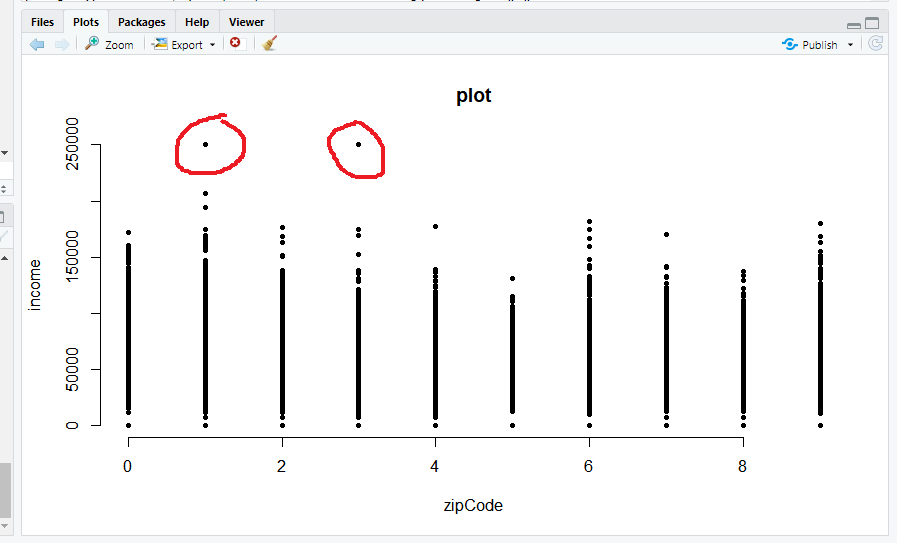 Files Plots Packages Help Viewer
Zoom Export Publish
plot
250000
150000
50000
0
income
0 2 4 6 8
zipCode